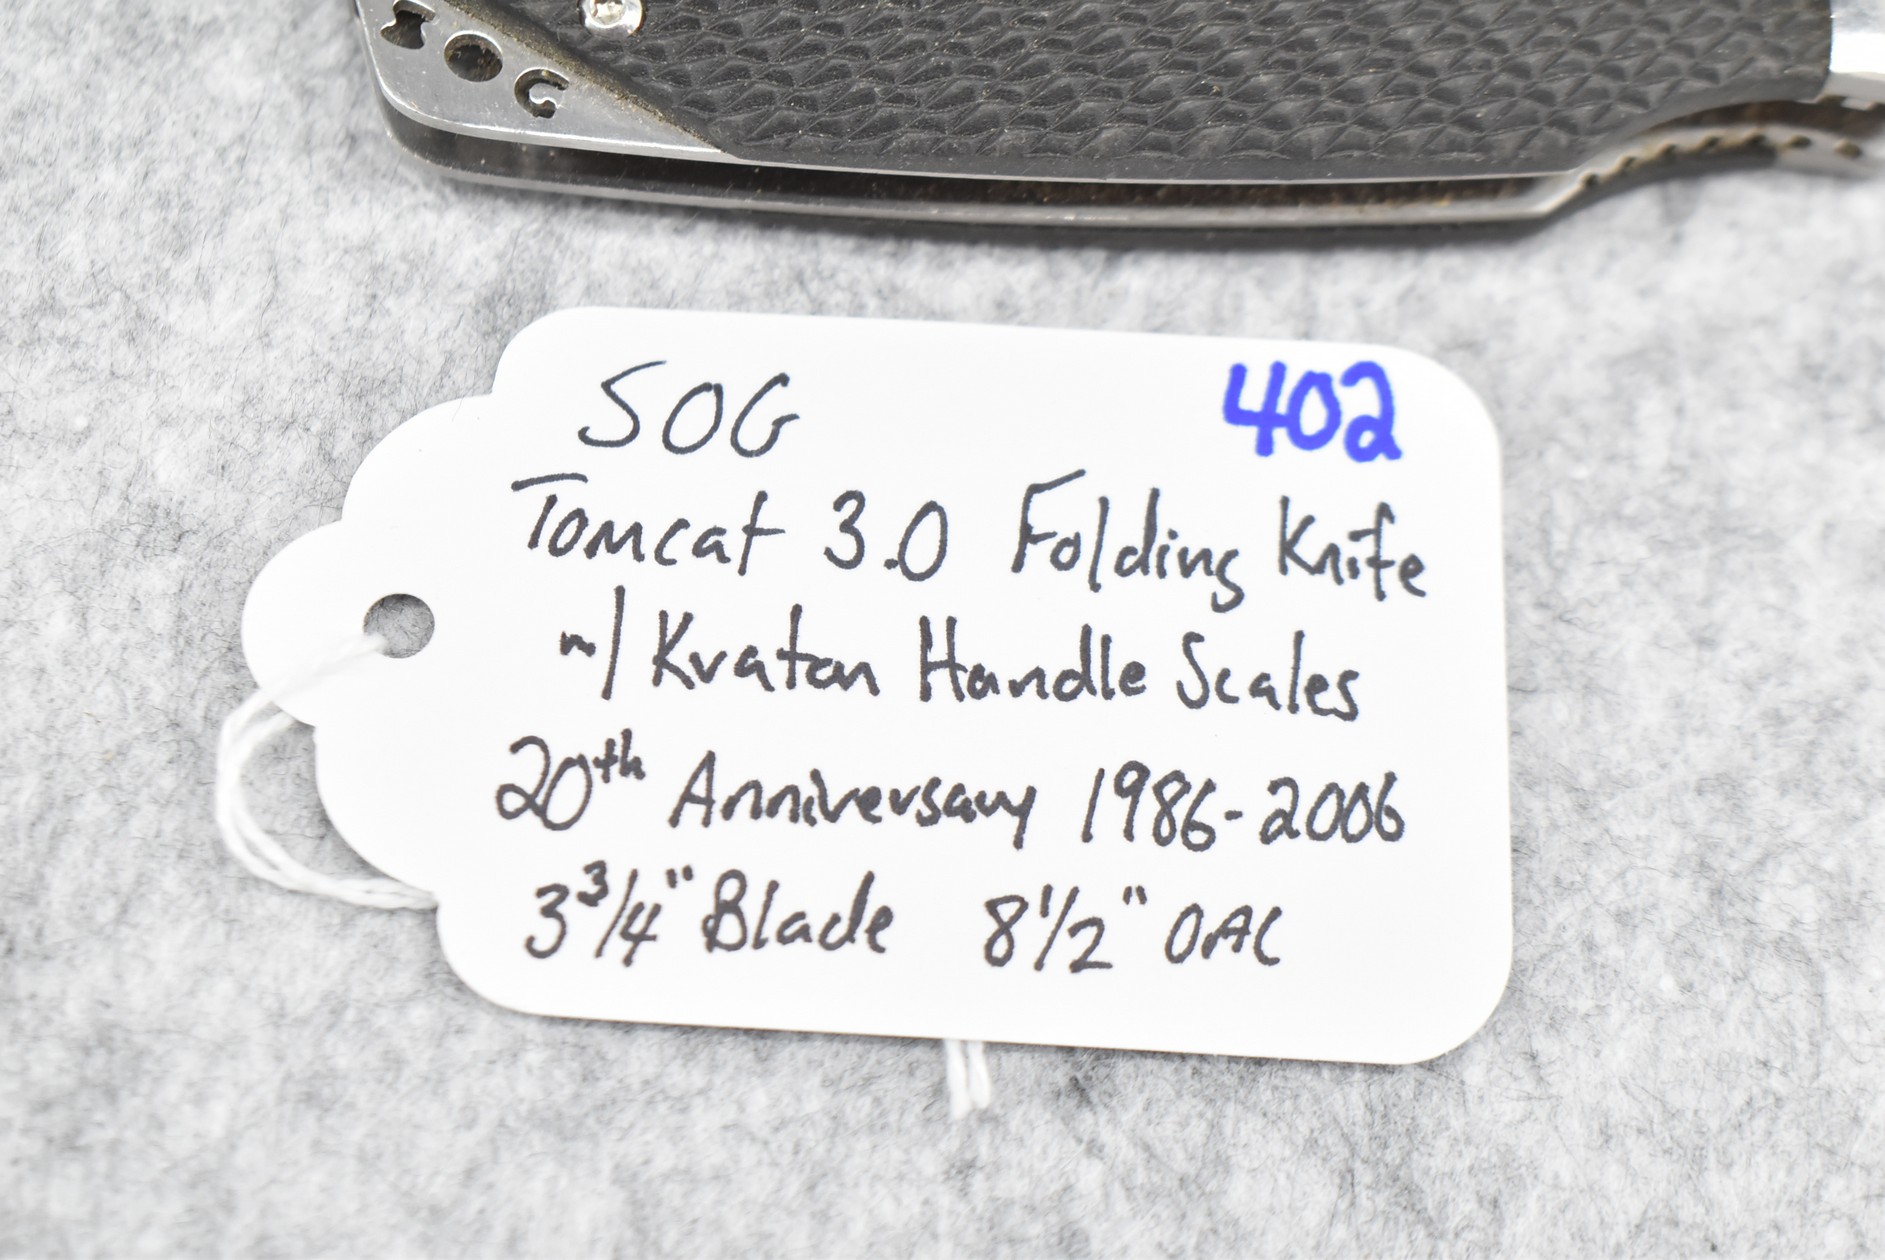 SOG
SOG 402
Tomcat 3.0 Folding Knife
w/ Kraton Handle Scales
20th Anniversary 1986-2006
3 3/4" Blade 8 1/2" OAL